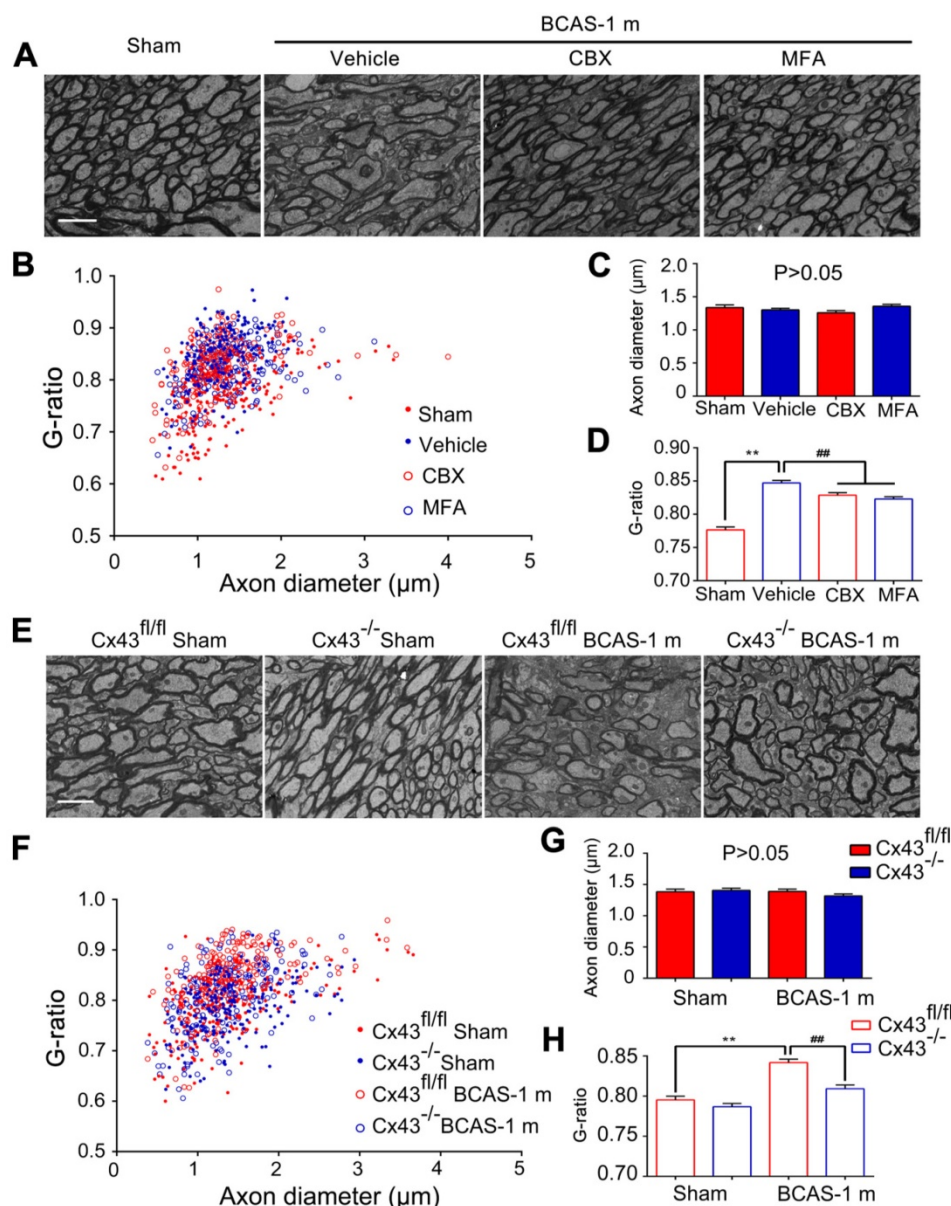 BCAS-1 m
Sham
Vehicle
CBX
MFA
A
B
G-ratio
1.0
0.9
0.8
0.7
0.6
0.5
Sham
Vehicle
CBX
MFA
0 1 2 3 4 5
Axon diameter (μm)
C
Axon diameter (μm)
2.0
1.5
1.0
0.5
0
P>0.05
Sham Vehicle CBX MFA
D
G-ratio
0.90
0.85
0.80
0.75
0.70
** ##
Sham Vehicle CBX MFA
E
Cx43fl/fl Sham
Cx43-/- Sham
Cx43fl/fl BCAS-1 m
Cx43-/- BCAS-1 m
F
G-ratio
1.0
0.9
0.8
0.7
0.6
0.5
Cx43fl/fl Sham
Cx43-/- Sham
Cx43fl/fl BCAS-1 m
Cx43-/- BCAS-1 m
0 1 2 3 4 5
Axon diameter (μm)
G
Axon diameter (μm)
2.0
1.5
1.0
0.5
0
P>0.05
Cx43fl/fl
Cx43-/-
Sham BCAS-1 m
H
G-ratio
0.85
0.80
0.75
0.70
** ##
Cx43fl/fl
Cx43-/-
Sham BCAS-1 m